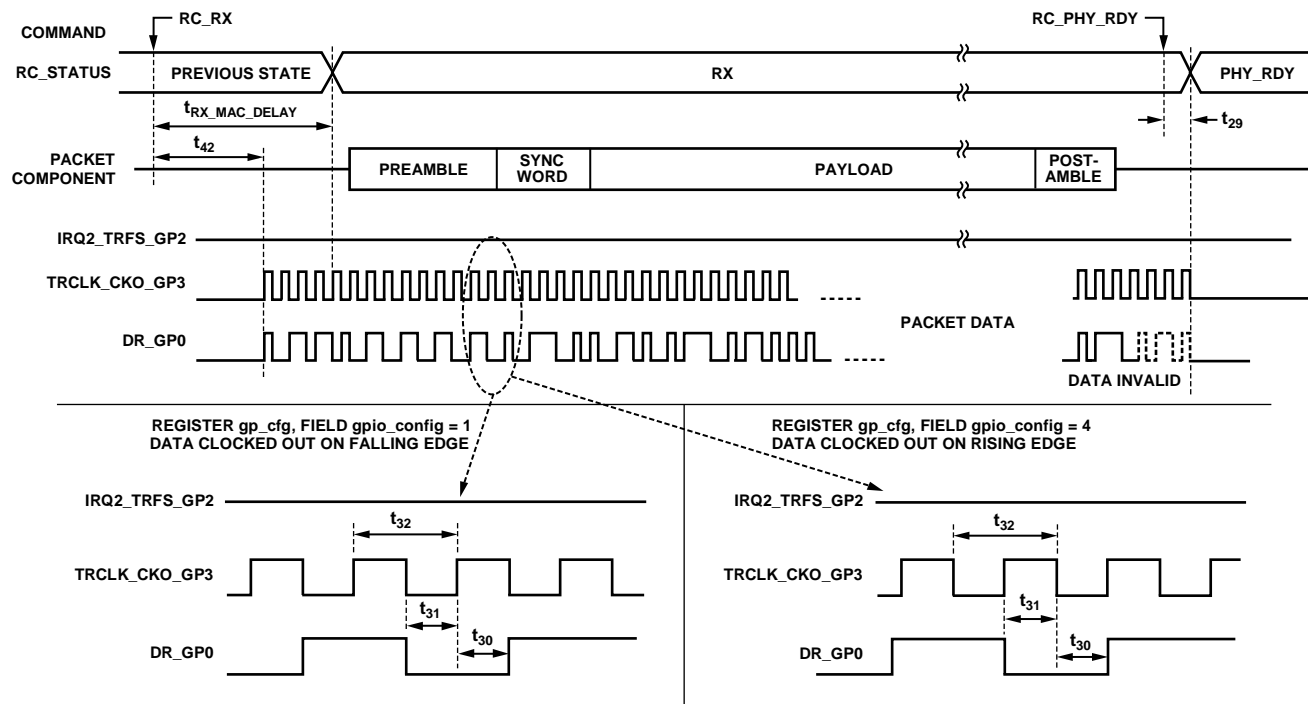 RC_RX
RC_PHY_RDY
COMMAND
RC_STATUS
PREVIOUS STATE
RX
PHY_RDY
tRX_MAC_DELAY
t29
t42
PACKET
COMPONENT
PREAMBLE
SYNC
WORD
PAYLOAD
POST-
AMBLE
IRQ2_TRFS_GP2
TRCLK_CKO_GP3
PACKET DATA
DR_GP0
DATA INVALID
REGISTER gp_cfg, FIELD gpio_config = 1
DATA CLOCKED OUT ON FALLING EDGE
IRQ2_TRFS_GP2
t32
TRCLK_CKO_GP3
t31
t30
DR_GP0
REGISTER gp_cfg, FIELD gpio_config = 4
DATA CLOCKED OUT ON RISING EDGE
IRQ2_TRFS_GP2
t32
TRCLK_CKO_GP3
t31
t30
DR_GP0